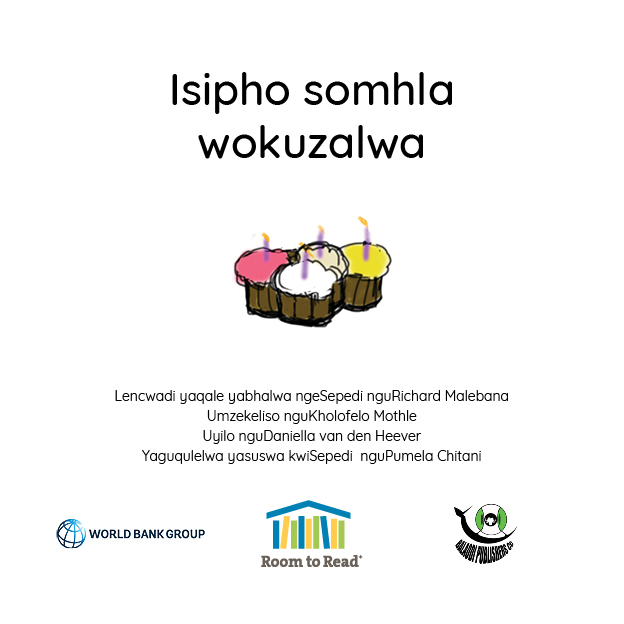 Isipho somhla
wokuzalwa
Lencwadi yaqale yabhalwa ngeSepedi nguRichard Malebana
Umzekeliso nguKholofelo Mothle
Uyilo nguDaniella van den Heever
Yaguqulelwa yasuswa kwiSepedi nguPumela Chitani
WORLD BANK GROUP
Room to Read
PUBLISHERS